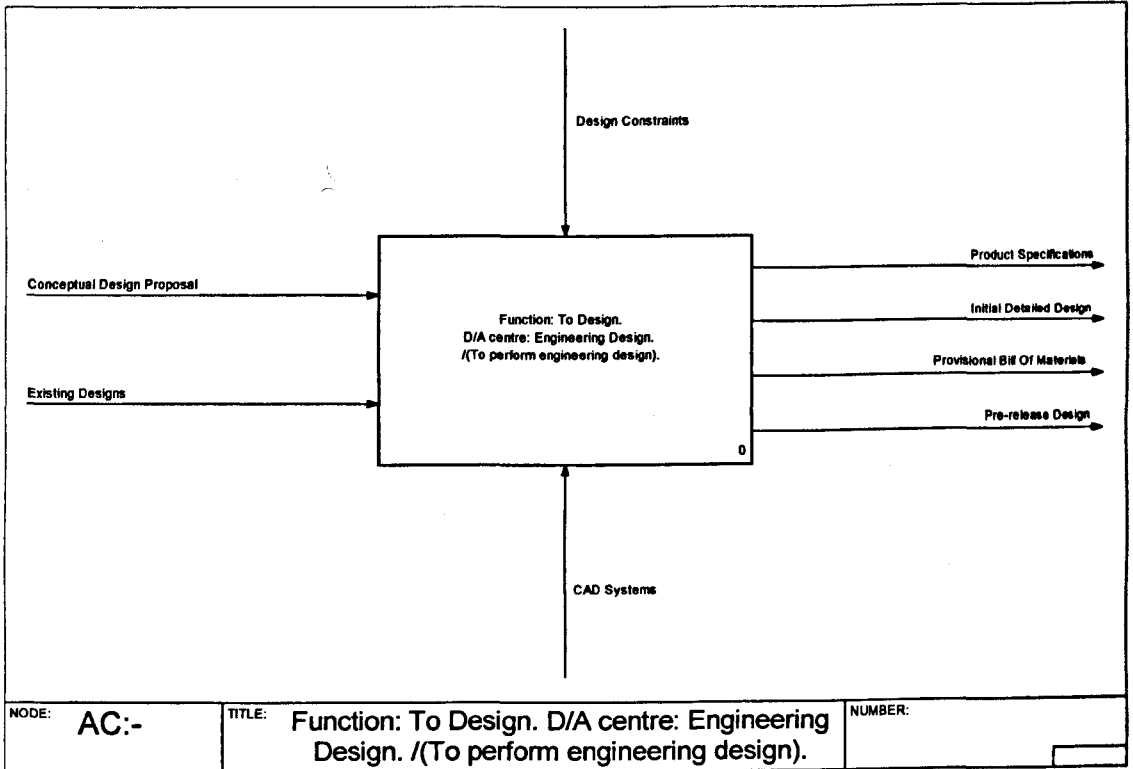 Design Constraints
Product Specifications
Conceptual Design Proposal
Initial Detailed Design
Function: To Design.
D/A centre: Engineering Design.
/(To perform engineering design).
Provisional Bill Of Materials
Existing Designs
Pre-release Design
0
CAD Systems
NODE: AC:-
TITLE: Function: To Design. D/A centre: Engineering
Design. /(To perform engineering design).
NUMBER: